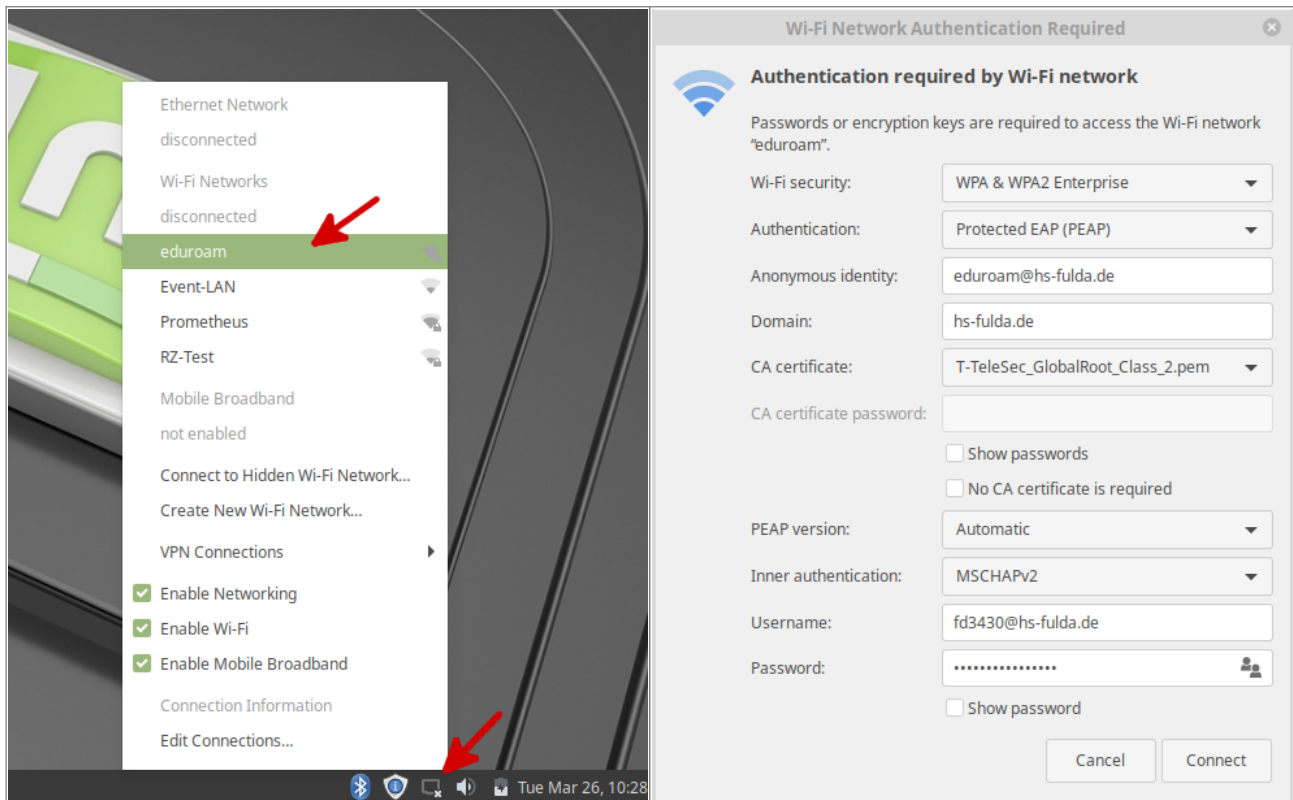 Ethernet Network
disconnected
Wi-Fi Networks
disconnected
eduroam
Event-LAN
Prometheus
RZ-Test
Mobile Broadband
not enabled
Connect to Hidden Wi-Fi Network...
Create New Wi-Fi Network...
VPN Connections
Enable Networking
Enable Wi-Fi
Enable Mobile Broadband
Connection Information
Edit Connections...
Tue Mar 26, 10:28
Wi-Fi Network Authentication Required
Authentication required by Wi-Fi network
Passwords or encryption keys are required to access the Wi-Fi network
“eduroam”.
Wi-Fi security: WPA & WPA2 Enterprise
Authentication: Protected EAP (PEAP)
Anonymous identity: eduroam@hs-fulda.de
Domain: hs-fulda.de
CA certificate: T-TeleSec_GlobalRoot_Class_2.pem
CA certificate password:
Show passwords
No CA certificate is required
PEAP version: Automatic
Inner authentication: MSCHAPv2
Username: fd3430@hs-fulda.de
Password: ••••••••••••••••
Show password
Cancel Connect